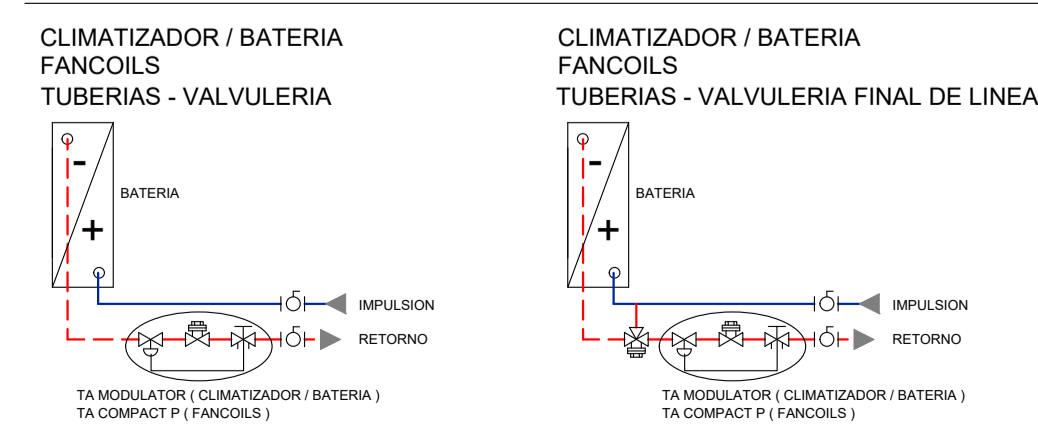 CLIMATIZADOR / BATERIA
FANCOILS
TUBERIAS - VALVULERIA
-
BATERIA
+
IMPULSION
RETORNO
TA MODULATOR ( CLIMATIZADOR / BATERIA )
TA COMPACT P ( FANCOILS )
CLIMATIZADOR / BATERIA
FANCOILS
TUBERIAS - VALVULERIA FINAL DE LINEA
-
BATERIA
+
IMPULSION
RETORNO
TA MODULATOR ( CLIMATIZADOR / BATERIA )
TA COMPACT P ( FANCOILS )